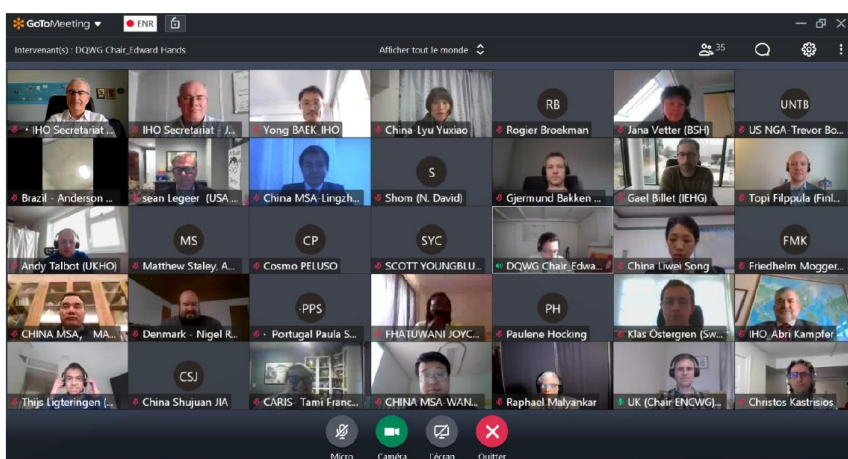 GoToMeeting
ENR
Intervenant(s) : DQWG Chair_Edward Hands
Afficher tout le monde
35
IHO Secretariat ...
IHO Secretariat - J...
Yong BAEK_IHO
China-Lyu Yuxiao
RB
Rogier Broekman
Jana Vetter (BSH)
UNTB
US NGA-Trevor Bo...
Brazil - Anderson ...
sean Legeer (USA ...
China MSA-Lingzh...
S
Shom (N. David)
Gjermund Bakken ...
Gael Billet (IEHG)
Topi Filppula (Finl...
Andy Talbot (UKHO)
MS
Matthew Staley, A...
CP
Cosmo PELUSO
SYC
SCOTT YOUNGBLU...
DQWG Chair_Edwa...
China Liwei Song
FMK
Friedhelm Mogger...
CHINA MSA, MA...
Denmark - Nigel R...
-PPS
- Portugal Paula S...
FHATUWANI JOYC...
PH
Paulene Hocking
Klas Östergren (Sw...
IHO_Abri Kampfer
Thijs Ligteringen (...
CSJ
China Shujuan JIA
CARIS- Tami Franc...
CHINA MSA-WAN...
Raphael Malyankar
UK (Chair ENCWG)...
Christos Kastrisios
Micro
Caméra
l'écran
Quitter